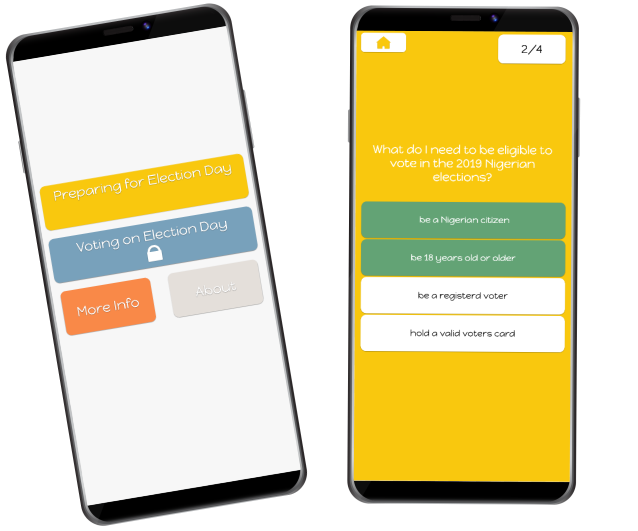 Preparing for Election Day
Voting on Election Day
More Info
About
2/4
What do I need to be eligible to
vote in the 2019 Nigerian
elections?
be a Nigerian citizen
be 18 years old or older
be a registerd voter
hold a valid voters card